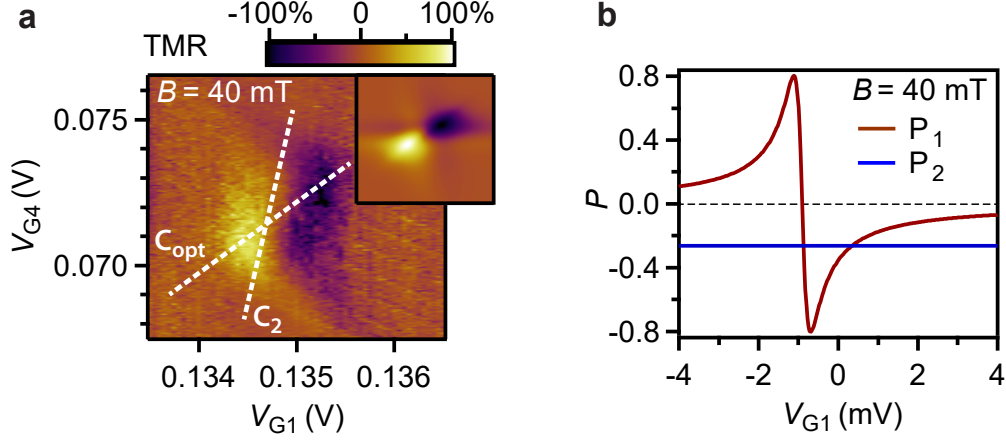 a
-100% 0 100%
TMR
B = 40 mT
0.075
0.070
V_G4 (V)
C_opt
C_2
0.134 0.135 0.136
V_G1 (V)
b
0.8
0.4
0.0
-0.4
-0.8
P
B = 40 mT
P_1
P_2
-4 -2 0 2 4
V_G1 (mV)